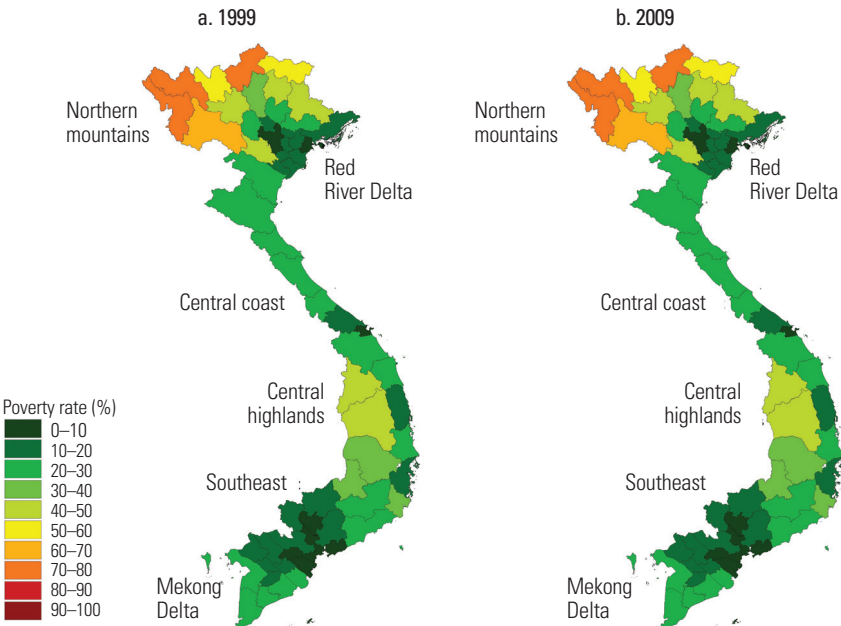 a. 1999
Northern
mountains
Red
River Delta
Central coast
Central
highlands
Southeast
Mekong
Delta
b. 2009
Northern
mountains
Red
River Delta
Central coast
Central
highlands
Southeast
Mekong
Delta
Poverty rate (%)
0–10
10–20
20–30
30–40
40–50
50–60
60–70
70–80
80–90
90–100